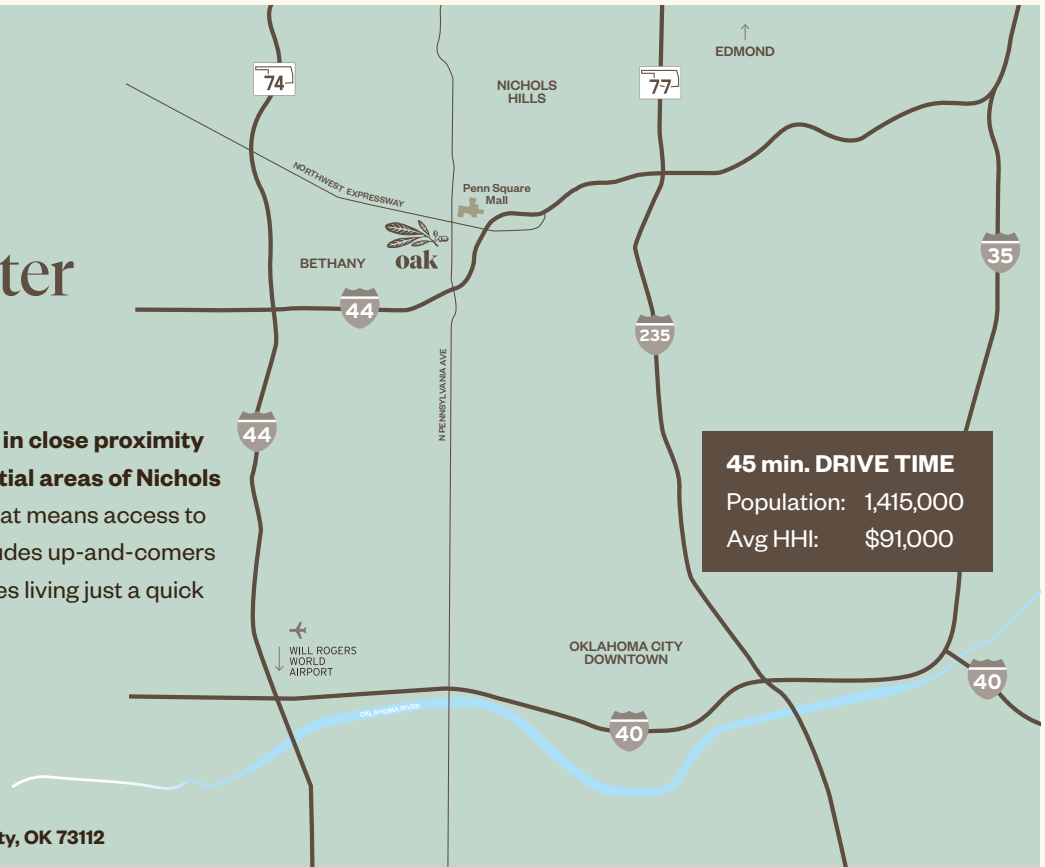 EDMOND
74
77
NICHOLS
HILLS
NORTHWEST EXPRESSWAY
Penn Square
Mall
oak
BETHANY
35
ter
44
235
N PENNSYLVANIA AVE
44
in close proximity
tial areas of Nichols
at means access to
udes up-and-comers
es living just a quick
45 min. DRIVE TIME
Population: 1,415,000
Avg HHI: $91,000
WILL ROGERS
WORLD
AIRPORT
OKLAHOMA CITY
DOWNTOWN
40
OKLAHOMA RIVER
40
ty, OK 73112